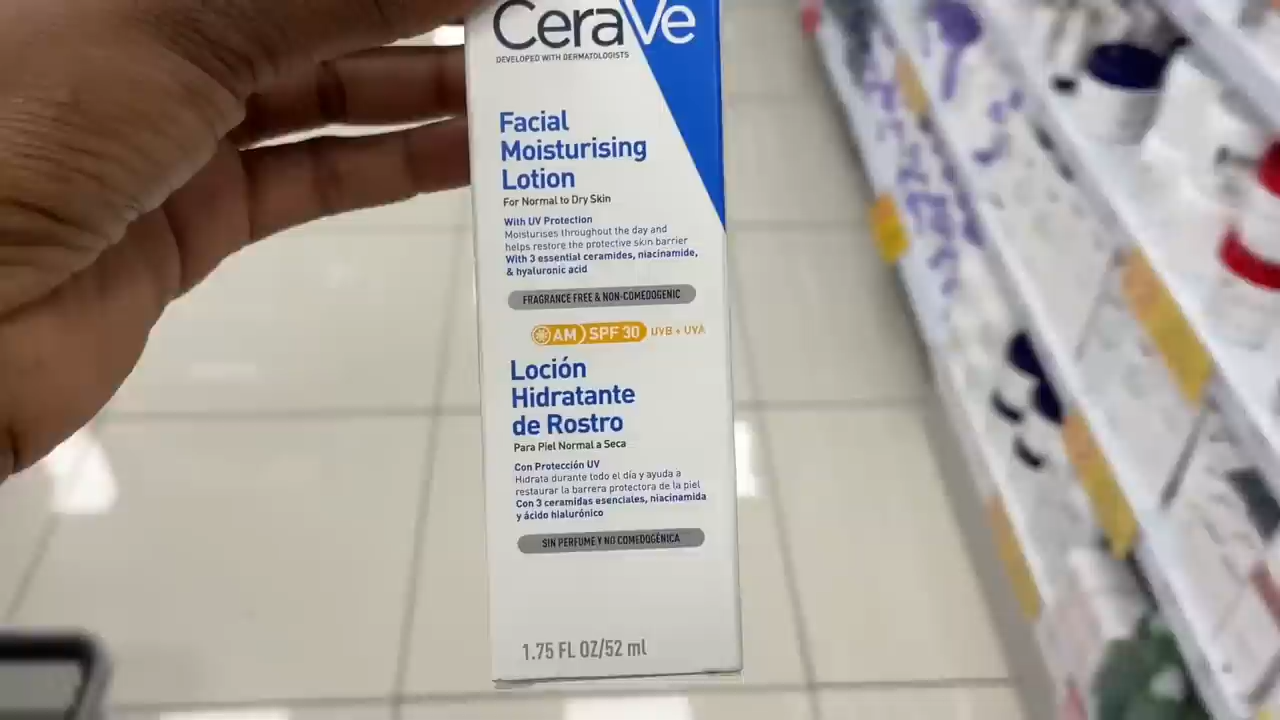 CeraVe
DEVELOPED WITH DERMATOLOGISTS
Facial
Moisturising
Lotion
For Normal to Dry Skin
With UV Protection
Moisturises throughout the day and
helps restore the protective skin barrier
With 3 essential ceramides, niacinamide,
& hyaluronic acid
FRAGRANCE FREE & NON-COMEDOGENIC
AM SPF 30 UVB + UVA
Loción
Hidratante
de Rostro
Para Piel Normal a Seca
Con Protección UV
Hidrata durante todo el día y ayuda a
restaurar la barrera protectora de la piel
Con 3 ceramidas esenciales, niacinamida
y ácido hialurónico
SIN PERFUME Y NO COMEDOGÉNICA
1.75 FL OZ/52 ml